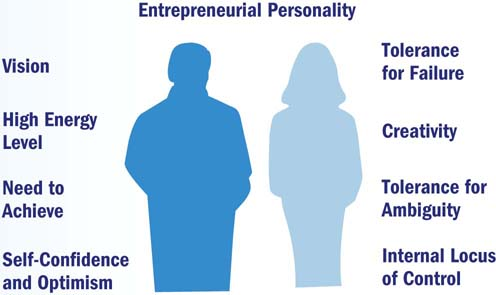 Entrepreneurial Personality
Vision
High Energy
Level
Need to
Achieve
Self-Confidence
and Optimism
Tolerance
for Failure
Creativity
Tolerance for
Ambiguity
Internal Locus
of Control